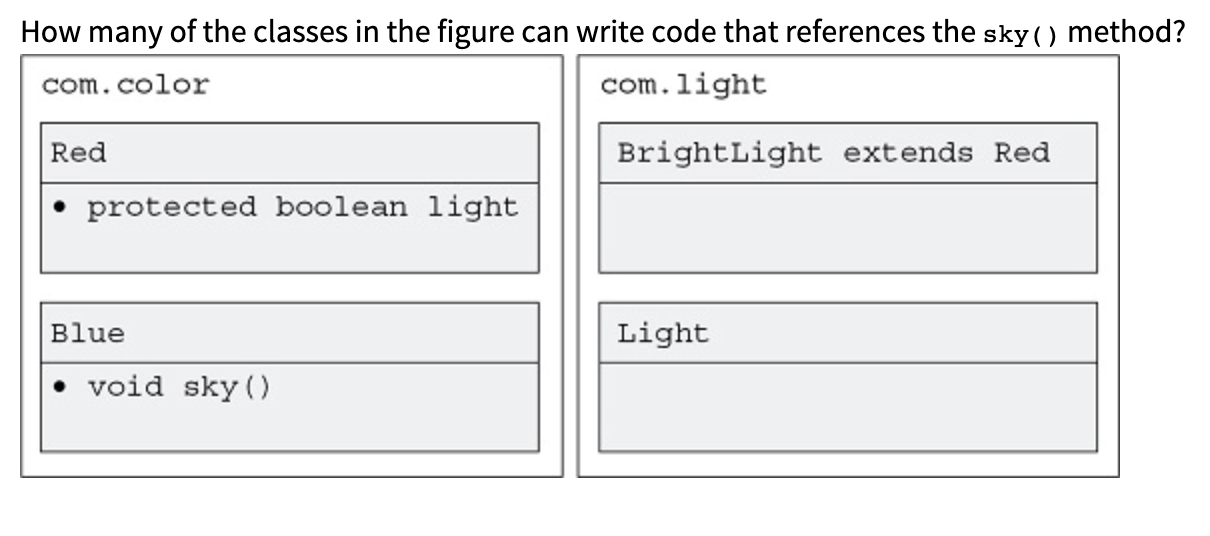 How many of the classes in the figure can write code that references the sky() method?
com.color
Red
• protected boolean light
Blue
• void sky()
com.light
BrightLight extends Red
Light